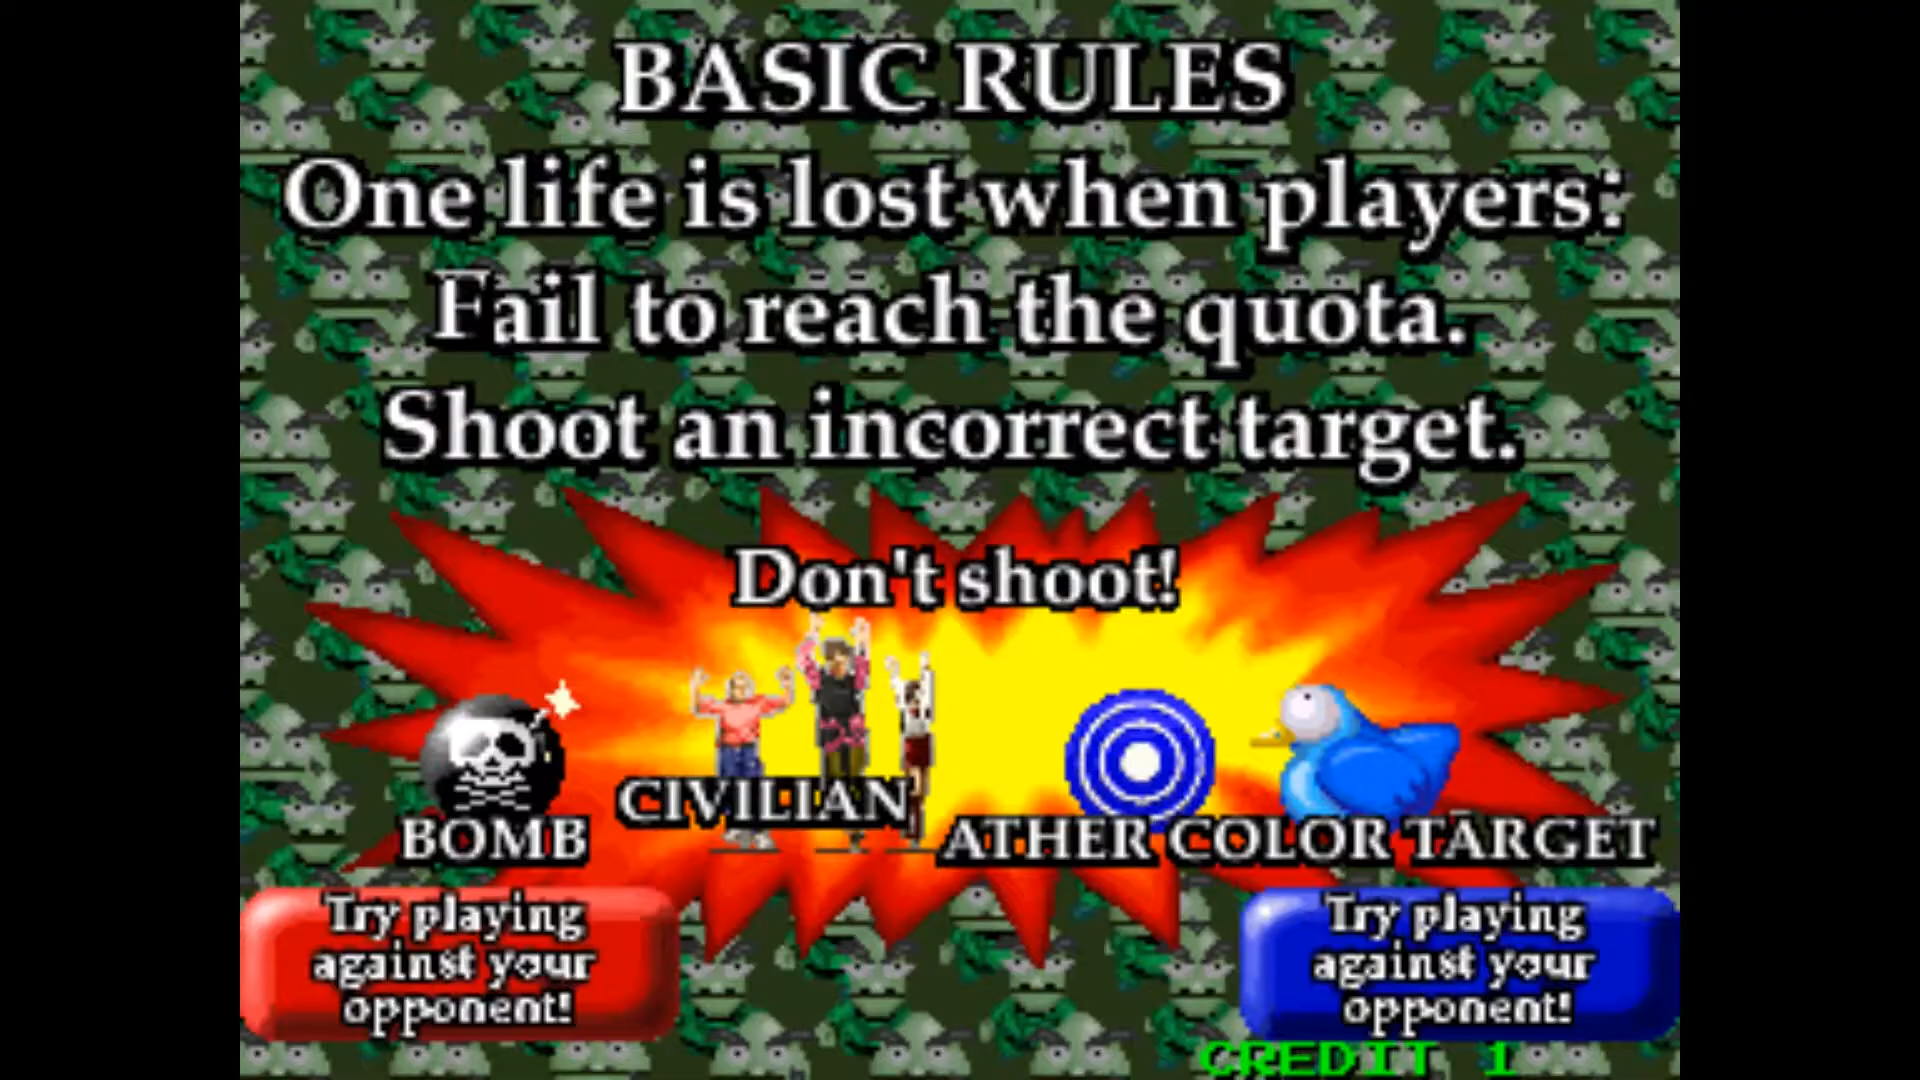 BASIC RULES
One life is lost when players:
Fail to reach the quota.
Shoot an incorrect target.
Don't shoot!
BOMB
CIVILIAN
ATHER COLOR TARGET
Try playing
against your
opponent!
Try playing
against your
opponent!
CREDIT 1